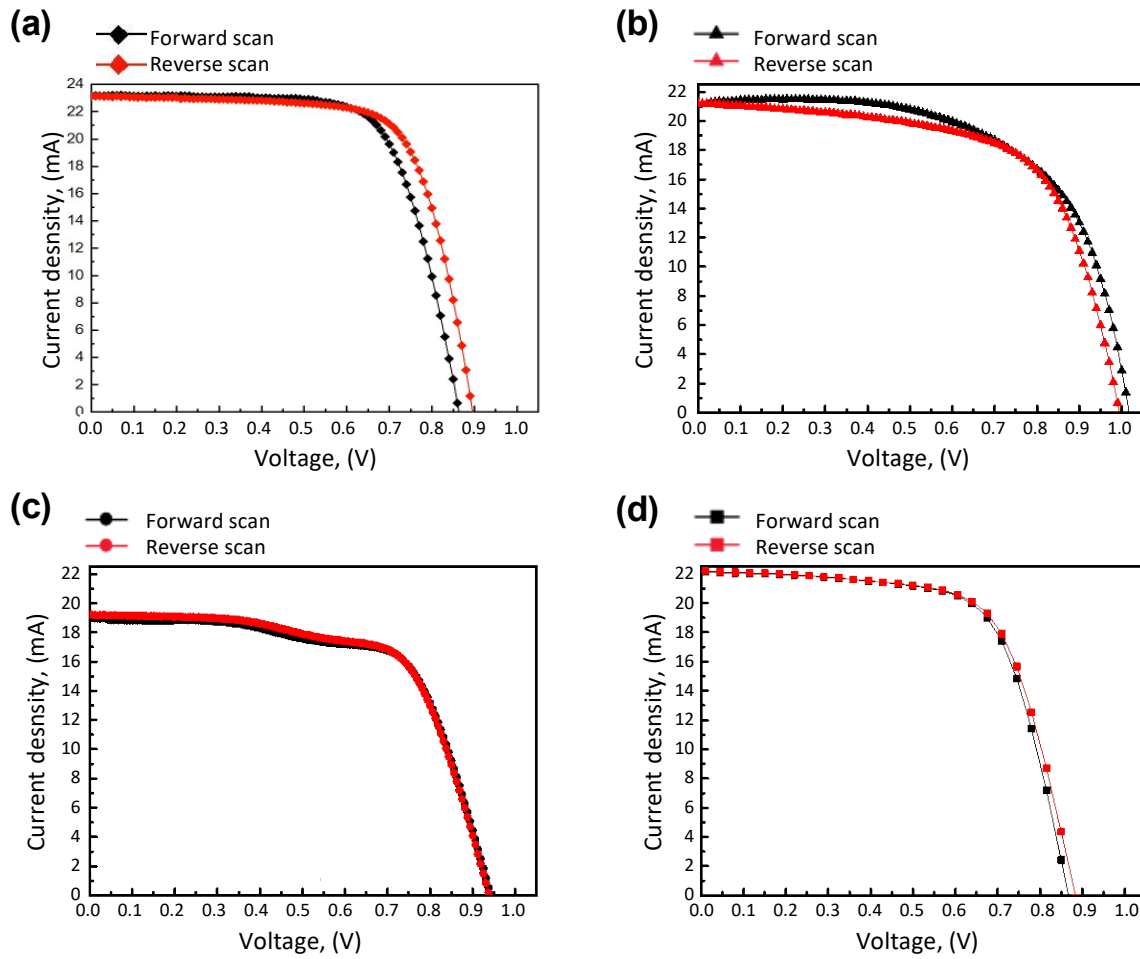 (a)
Forward scan
Reverse scan
24
22
20
18
16
14
12
10
8
6
4
2
0
0.0 0.1 0.2 0.3 0.4 0.5 0.6 0.7 0.8 0.9 1.0
Current desnsity, (mA)
Voltage, (V)
(b)
Forward scan
Reverse scan
22
20
18
16
14
12
10
8
6
4
2
0
0.0 0.1 0.2 0.3 0.4 0.5 0.6 0.7 0.8 0.9 1.0
Current desnsity, (mA)
Voltage, (V)
(c)
Forward scan
Reverse scan
22
20
18
16
14
12
10
8
6
4
2
0
0.0 0.1 0.2 0.3 0.4 0.5 0.6 0.7 0.8 0.9 1.0
Current desnsity, (mA)
Voltage, (V)
(d)
Forward scan
Reverse scan
22
20
18
16
14
12
10
8
6
4
2
0
0.0 0.1 0.2 0.3 0.4 0.5 0.6 0.7 0.8 0.9 1.0
Current desnsity, (mA)
Voltage, (V)